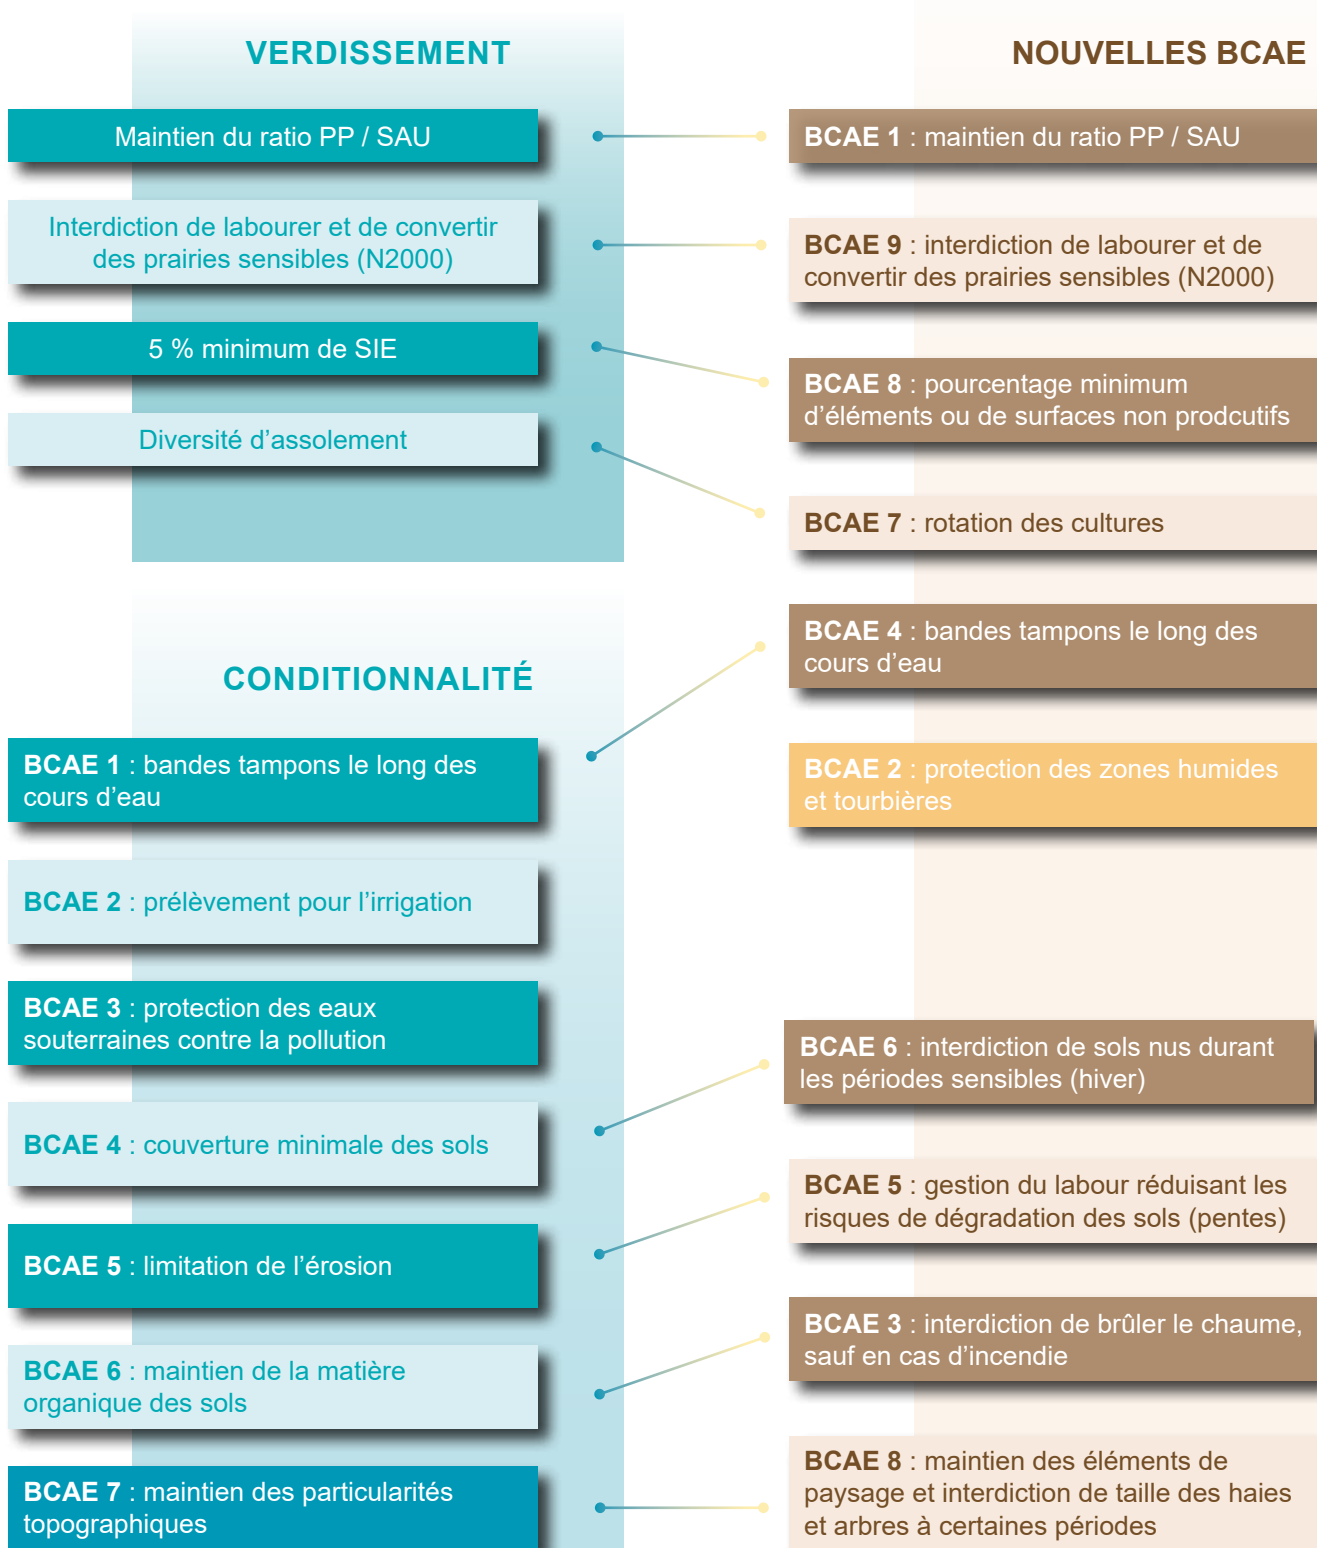 VERDISSEMENT
Maintien du ratio PP / SAU
Interdiction de labourer et de convertir
des prairies sensibles (N2000)
5 % minimum de SIE
Diversité d’assolement
CONDITIONNALITÉ
BCAE 1 : bandes tampons le long des
cours d’eau
BCAE 2 : prélèvement pour l’irrigation
BCAE 3 : protection des eaux
souterraines contre la pollution
BCAE 4 : couverture minimale des sols
BCAE 5 : limitation de l’érosion
BCAE 6 : maintien de la matière
organique des sols
BCAE 7 : maintien des particularités
topographiques
NOUVELLES BCAE
BCAE 1 : maintien du ratio PP / SAU
BCAE 9 : interdiction de labourer et de
convertir des prairies sensibles (N2000)
BCAE 8 : pourcentage minimum
d’éléments ou de surfaces non prodcutifs
BCAE 7 : rotation des cultures
BCAE 4 : bandes tampons le long des
cours d’eau
BCAE 2 : protection des zones humides
et tourbières
BCAE 6 : interdiction de sols nus durant
les périodes sensibles (hiver)
BCAE 5 : gestion du labour réduisant les
risques de dégradation des sols (pentes)
BCAE 3 : interdiction de brûler le chaume,
sauf en cas d’incendie
BCAE 8 : maintien des éléments de
paysage et interdiction de taille des haies
et arbres à certaines périodes